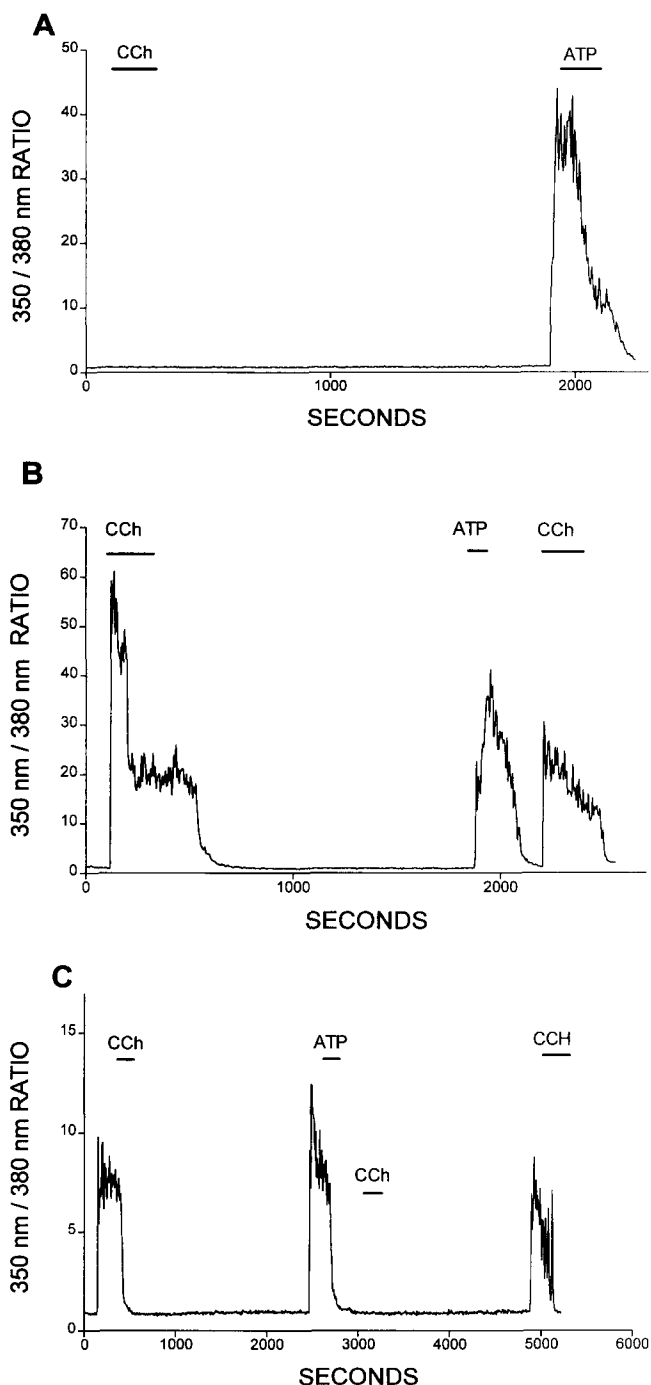 A
CCh
ATP
50
40
30
20
10
0
350 / 380 nm RATIO
0
1000
2000
SECONDS
B
CCh
ATP
CCh
70
60
50
40
30
20
10
0
350 nm / 380 nm RATIO
0
1000
2000
SECONDS
C
CCh
ATP
CCH
CCh
15
10
5
0
350 nm / 380 nm RATIO
0
1000
2000
3000
4000
5000
6000
SECONDS